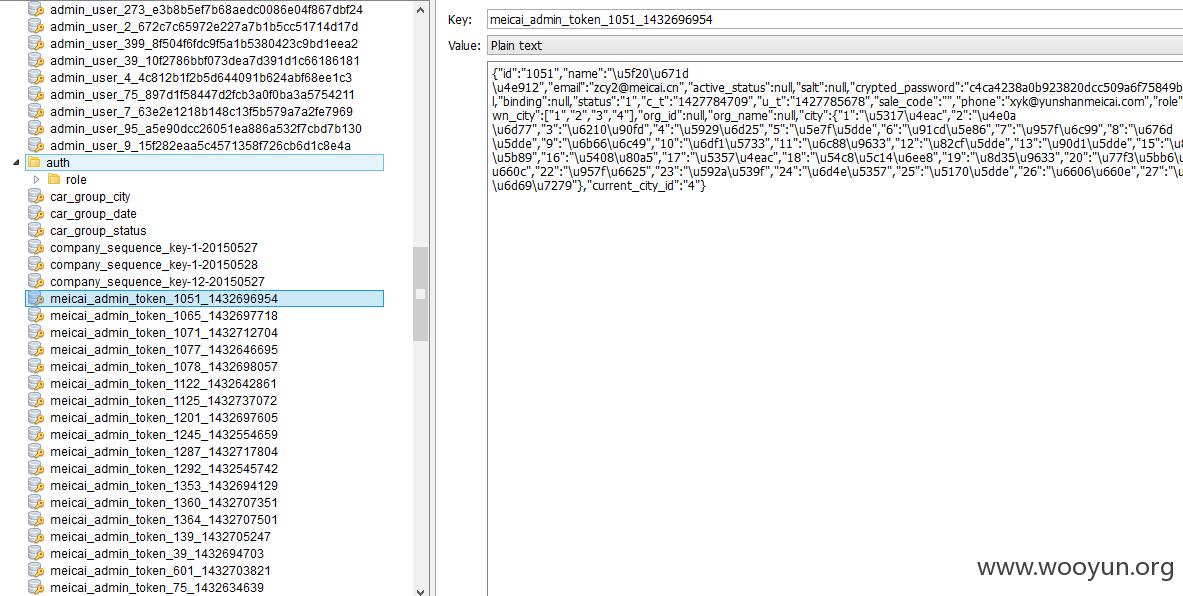 admin_user_273_e3b8b5ef7b68aedc0086e04f867dbf24
admin_user_2_672c7c65972e227a7b1b5cc51714d17d
admin_user_399_8f504f6fdc9f5a1b5380423c9bd1eea2
admin_user_39_10f2786bbf073dea7d391d1c66186181
admin_user_4_4c812b1f2b5d644091b624abf68ee1c3
admin_user_75_897d1f58447d2fcb3a0f0ba3a5754211
admin_user_7_63e2e1218b148c13f5b579a7a2fe7969
admin_user_95_a5e90dcc26051ea886a532f7cbd7b130
admin_user_9_15f282eaa5c4571358f726cb6d1c8e4a
auth
role
car_group_city
car_group_date
car_group_status
company_sequence_key-1-20150527
company_sequence_key-1-20150528
company_sequence_key-12-20150527
meicai_admin_token_1051_1432696954
meicai_admin_token_1065_1432697718
meicai_admin_token_1071_1432712704
meicai_admin_token_1077_1432646695
meicai_admin_token_1078_1432698057
meicai_admin_token_1122_1432642861
meicai_admin_token_1125_1432737072
meicai_admin_token_1201_1432697605
meicai_admin_token_1245_1432554659
meicai_admin_token_1287_1432717804
meicai_admin_token_1292_1432545742
meicai_admin_token_1353_1432694129
meicai_admin_token_1360_1432707351
meicai_admin_token_1364_1432707501
meicai_admin_token_139_1432705247
meicai_admin_token_39_1432694703
meicai_admin_token_601_1432703821
meicai_admin_token_75_1432634639
Key: meicai_admin_token_1051_1432696954
Value: Plain text
{"id":"1051","name":"\u5f20\u671d
\u4e912","email":"zcy2@meicai.cn","active_status":null,"salt":null,"crypted_password":"c4ca4238a0b923820dcc509a6f75849b
l,"binding":null,"status":"1","c_t":"1427784709","u_t":"1427785678","sale_code":"","phone":"xyk@yunshanmeicai.com","role"
wn_city":["1","2","3","4"],"org_id":null,"org_name":null,"city":{"1":"\u5317\u4eac","2":"\u4e0a
\u6d77","3":"\u6210\u90fd","4":"\u5929\u6d25","5":"\u5e7f\u5dde","6":"\u91cd\u5e86","7":"\u957f\u6c99","8":"\u676d
\u5dde","9":"\u6b66\u6c49","10":"\u6df1\u5733","11":"\u6c88\u9633","12":"\u82cf\u5dde","13":"\u90d1\u5dde","15":"\u8
\u5b89","16":"\u5408\u80a5","17":"\u5357\u4eac","18":"\u54c8\u5c14\u6ee8","19":"\u8d35\u9633","20":"\u77f3\u5bb6\u
u660c","22":"\u957f\u6625","23":"\u592a\u539f","24":"\u6d4e\u5357","25":"\u5170\u5dde","26":"\u6606\u660e","27":"\u
\u6d69\u7279"},"current_city_id":"4"}
www.wooyun.org